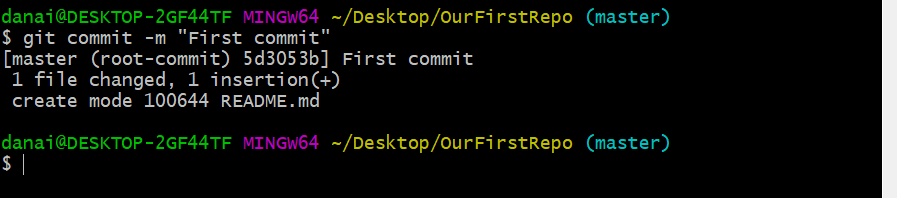 danai@DESKTOP-2GF44TF MINGW64 ~/Desktop/OurFirstRepo (master)
$ git commit -m "First commit"
[master (root-commit) 5d3053b] First commit
 1 file changed, 1 insertion(+)
 create mode 100644 README.md

danai@DESKTOP-2GF44TF MINGW64 ~/Desktop/OurFirstRepo (master)
$